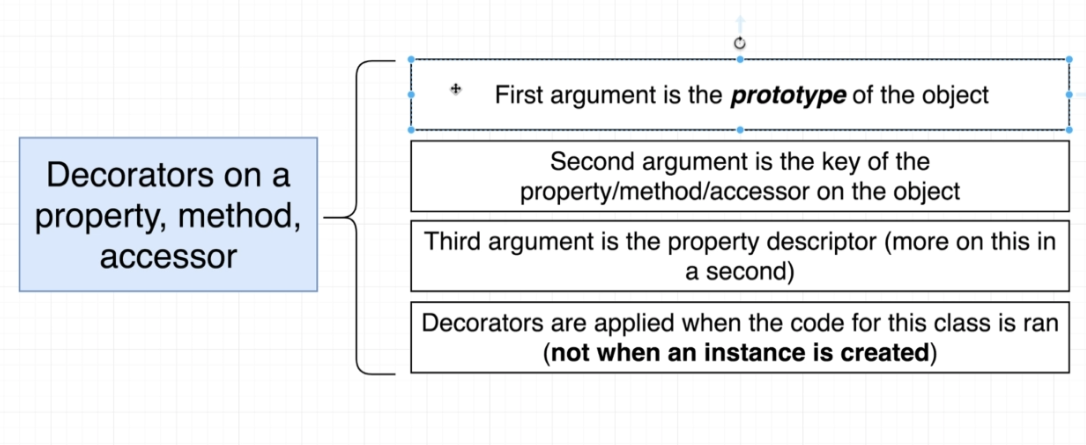 Decorators on a
property, method,
accessor
First argument is the prototype of the object
Second argument is the key of the
property/method/accessor on the object
Third argument is the property descriptor (more on this in
a second)
Decorators are applied when the code for this class is ran
(not when an instance is created)